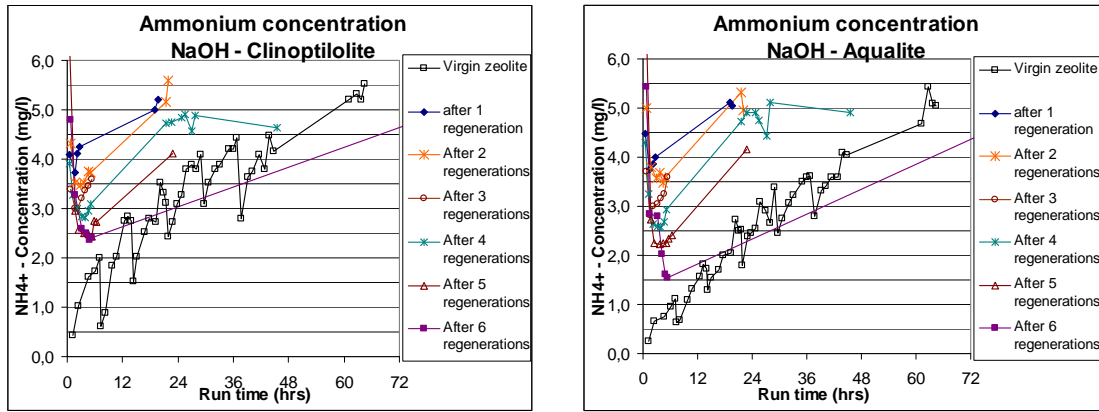 Ammonium concentration
NaOH - Clinoptilolite
NH4+ - Concentration (mg/l)
6,0
5,0
4,0
3,0
2,0
1,0
0,0
0 12 24 36 48 60 72
Run time (hrs)
Virgin zeolite
after 1
regeneration
After 2
regenerations
After 3
regenerations
After 4
regenerations
After 5
regenerations
After 6
regenerations
Ammonium concentration
NaOH - Aqualite
NH4+ - Concentration (mg/l)
6,0
5,0
4,0
3,0
2,0
1,0
0,0
0 12 24 36 48 60 72
Run time (hrs)
Virgin zeolite
after 1
regeneration
After 2
regenerations
After 3
regenerations
After 4
regenerations
After 5
regenerations
After 6
regenerations